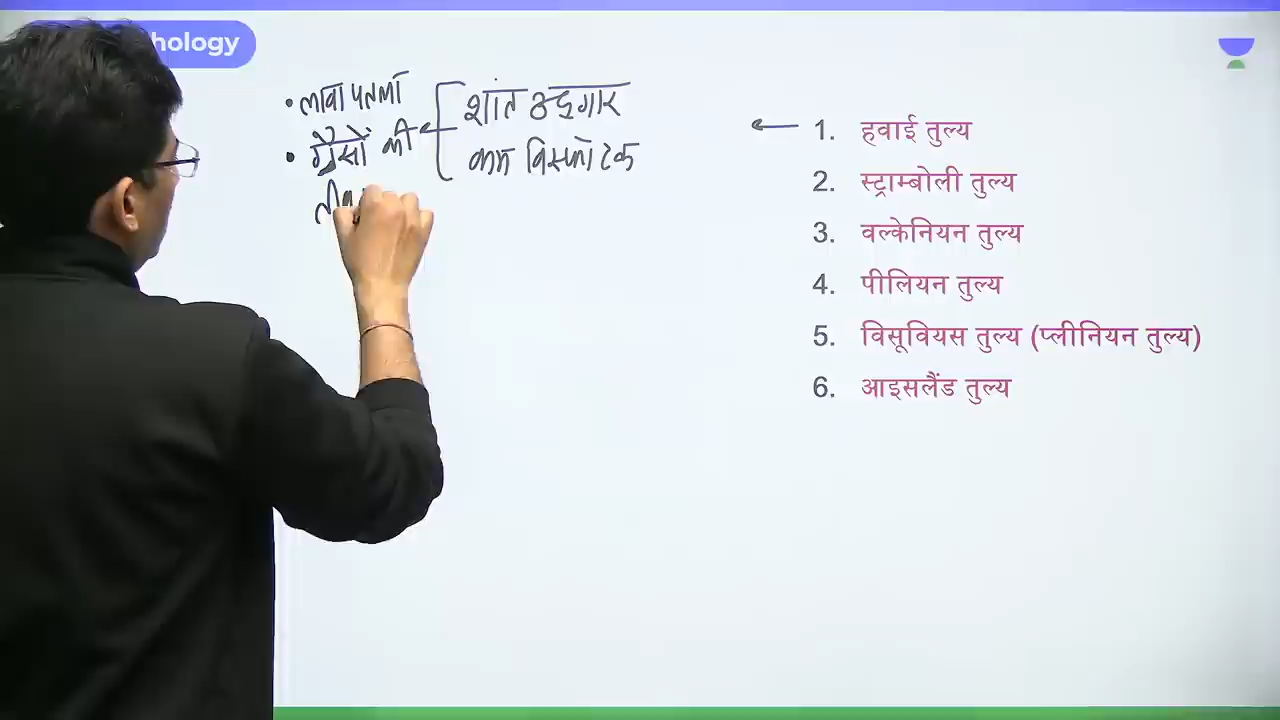 hology
• लावा पतला
• गैसों की
शांत उद्गार
कम विस्फोटक
1. हवाई तुल्य
2. स्ट्राम्बोली तुल्य
3. वल्केनियन तुल्य
4. पीलियन तुल्य
5. विसूवियस तुल्य (प्लीनियन तुल्य)
6. आइसलैंड तुल्य